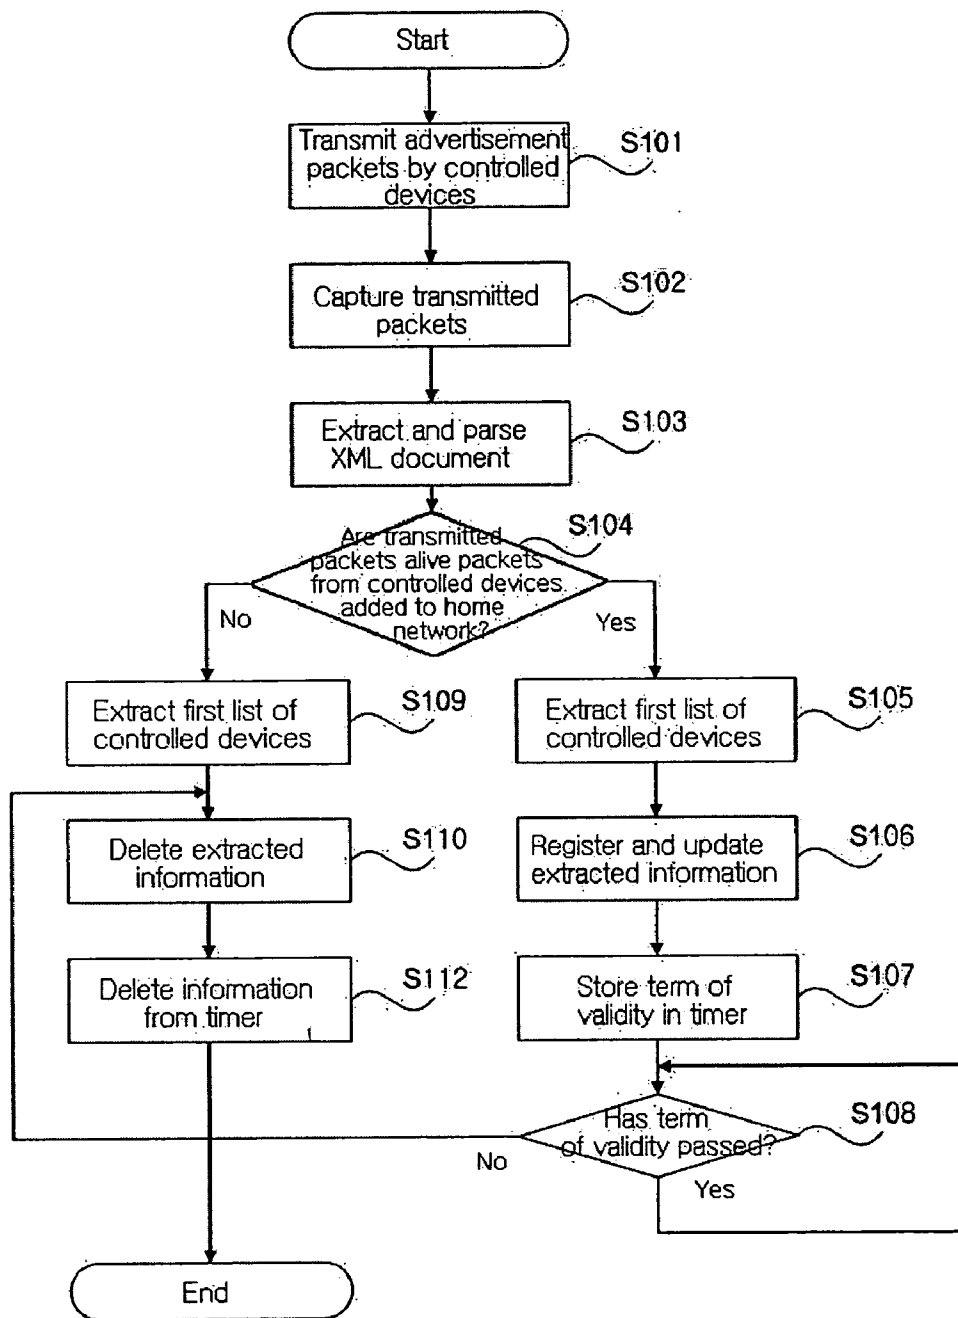 Start
Transmit advertisement
packets by controlled
devices
S101
Capture transmitted
packets
S102
Extract and parse
XML document
S103
Are transmitted
packets alive packets
from controlled devices
added to home
network?
S104
No
Yes
Extract first list of
controlled devices
S109
Extract first list of
controlled devices
S105
Delete extracted
information
S110
Register and update
extracted information
S106
Delete information
from timer
S112
Store term of
validity in timer
S107
Has term
of validity passed?
S108
No
Yes
End